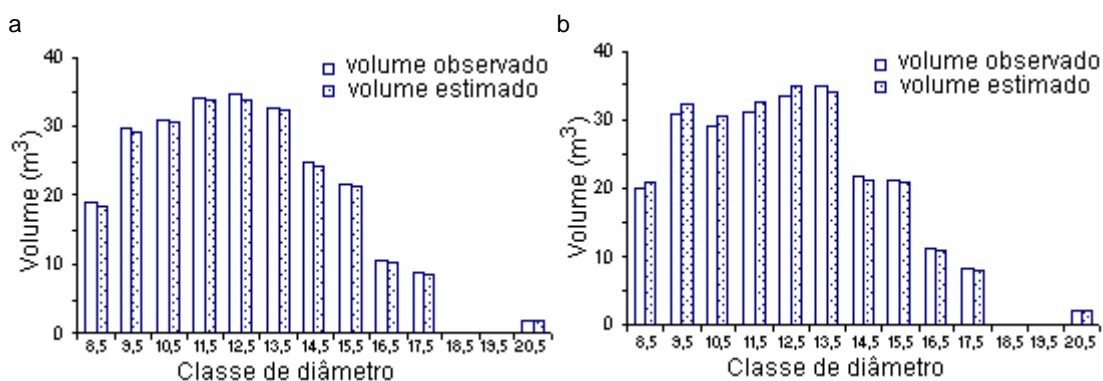 a
40
30
20
10
0
Volume (m³)
volume observado
volume estimado
8,5 9,5 10,5 11,5 12,5 13,5 14,5 15,5 16,5 17,5 18,5 19,5 20,5
Classe de diâmetro
b
40
30
20
10
0
Volume (m³)
volume observado
volume estimado
8,5 9,5 10,5 11,5 12,5 13,5 14,5 15,5 16,5 17,5 18,5 19,5 20,5
Classe de diâmetro